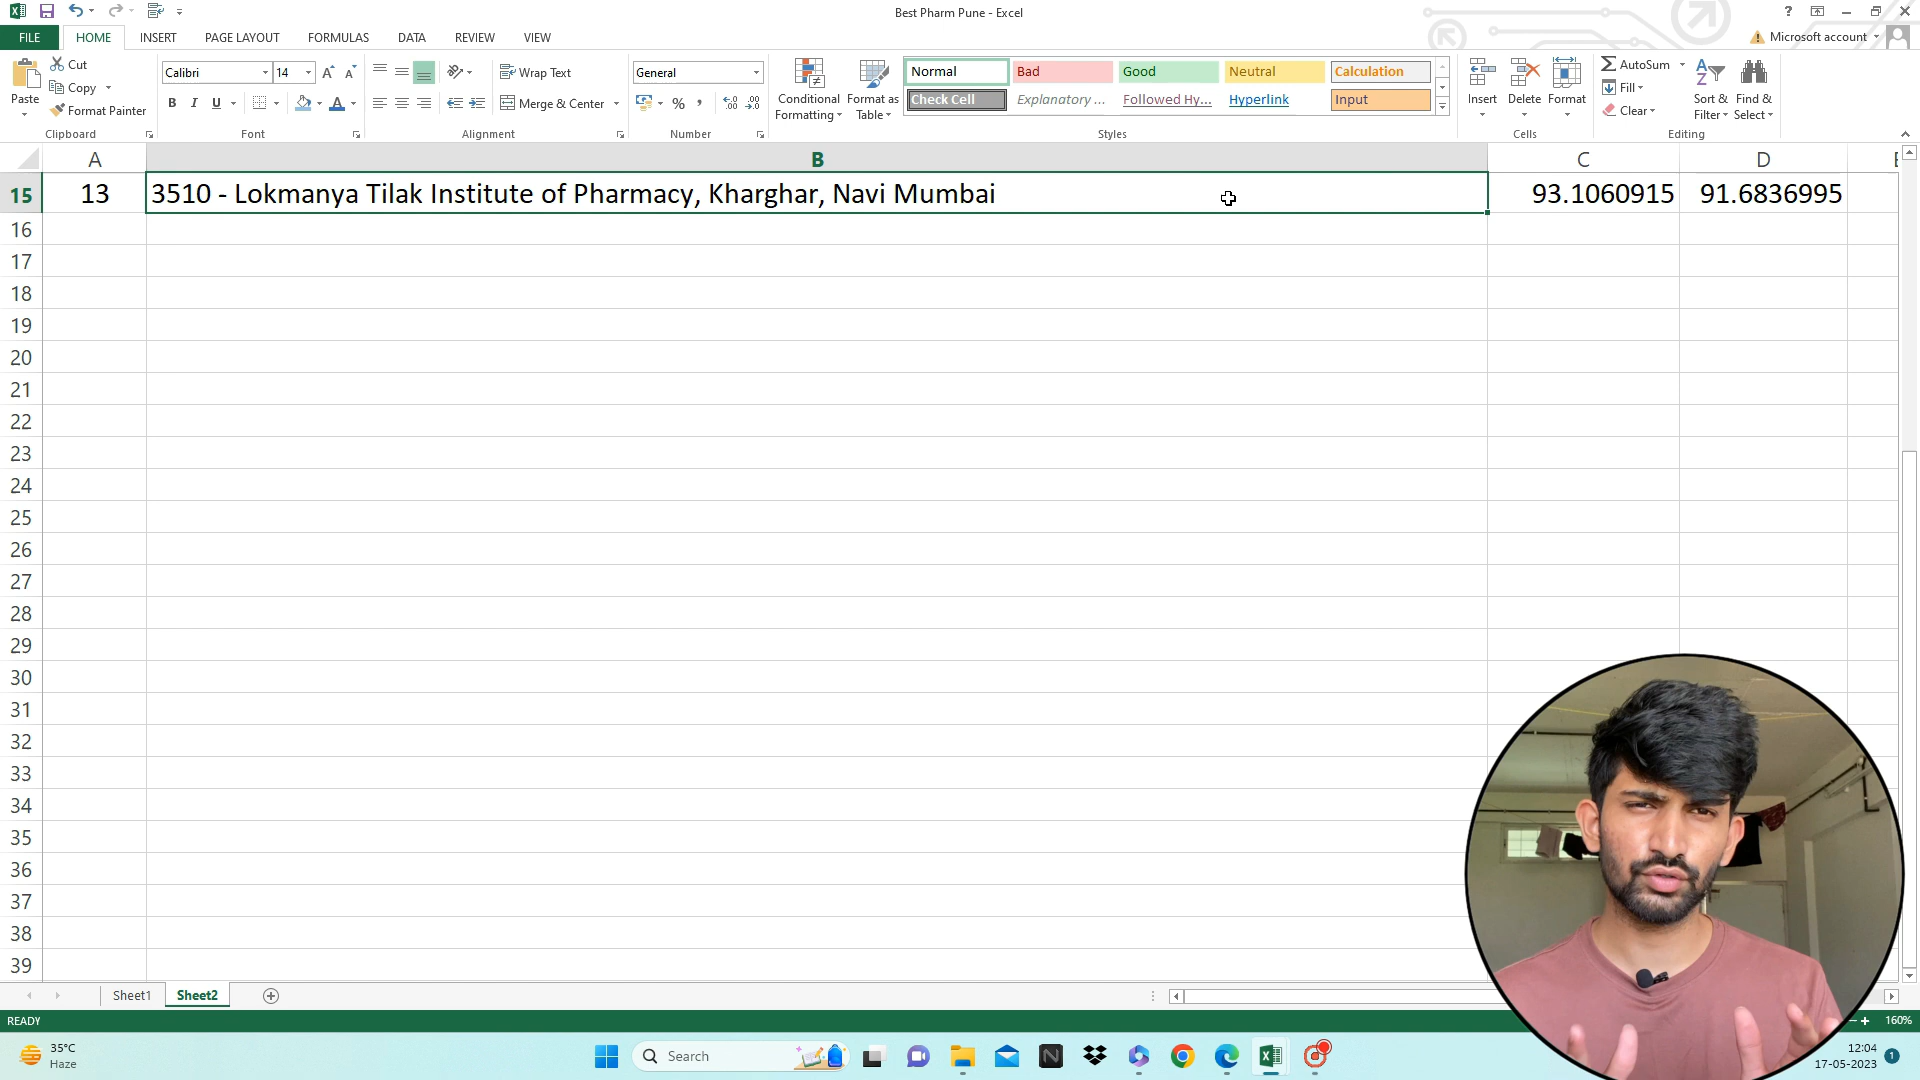 Best Pharm Pune - Excel
?
Microsoft account
FILE HOME INSERT PAGE LAYOUT FORMULAS DATA REVIEW VIEW
Paste
Cut
Copy
Format Painter
Clipboard
Calibri 14
B I U
Font
Wrap Text
Merge & Center
Alignment
General
Number
Conditional Formatting
Format as Table
Normal Bad Good Neutral Calculation
Check Cell Explanatory ... Followed Hy... Hyperlink Input
Styles
Insert Delete Format
Cells
AutoSum
Fill
Clear
Sort & Filter
Find & Select
Editing
A B C D
15 13 3510 - Lokmanya Tilak Institute of Pharmacy, Kharghar, Navi Mumbai 93.1060915 91.6836995
16
17
18
19
20
21
22
23
24
25
26
27
28
29
30
31
32
33
34
35
36
37
38
39
Sheet1 Sheet2
READY
160%
35°C
Haze
Search
12:04
17-05-2023
1